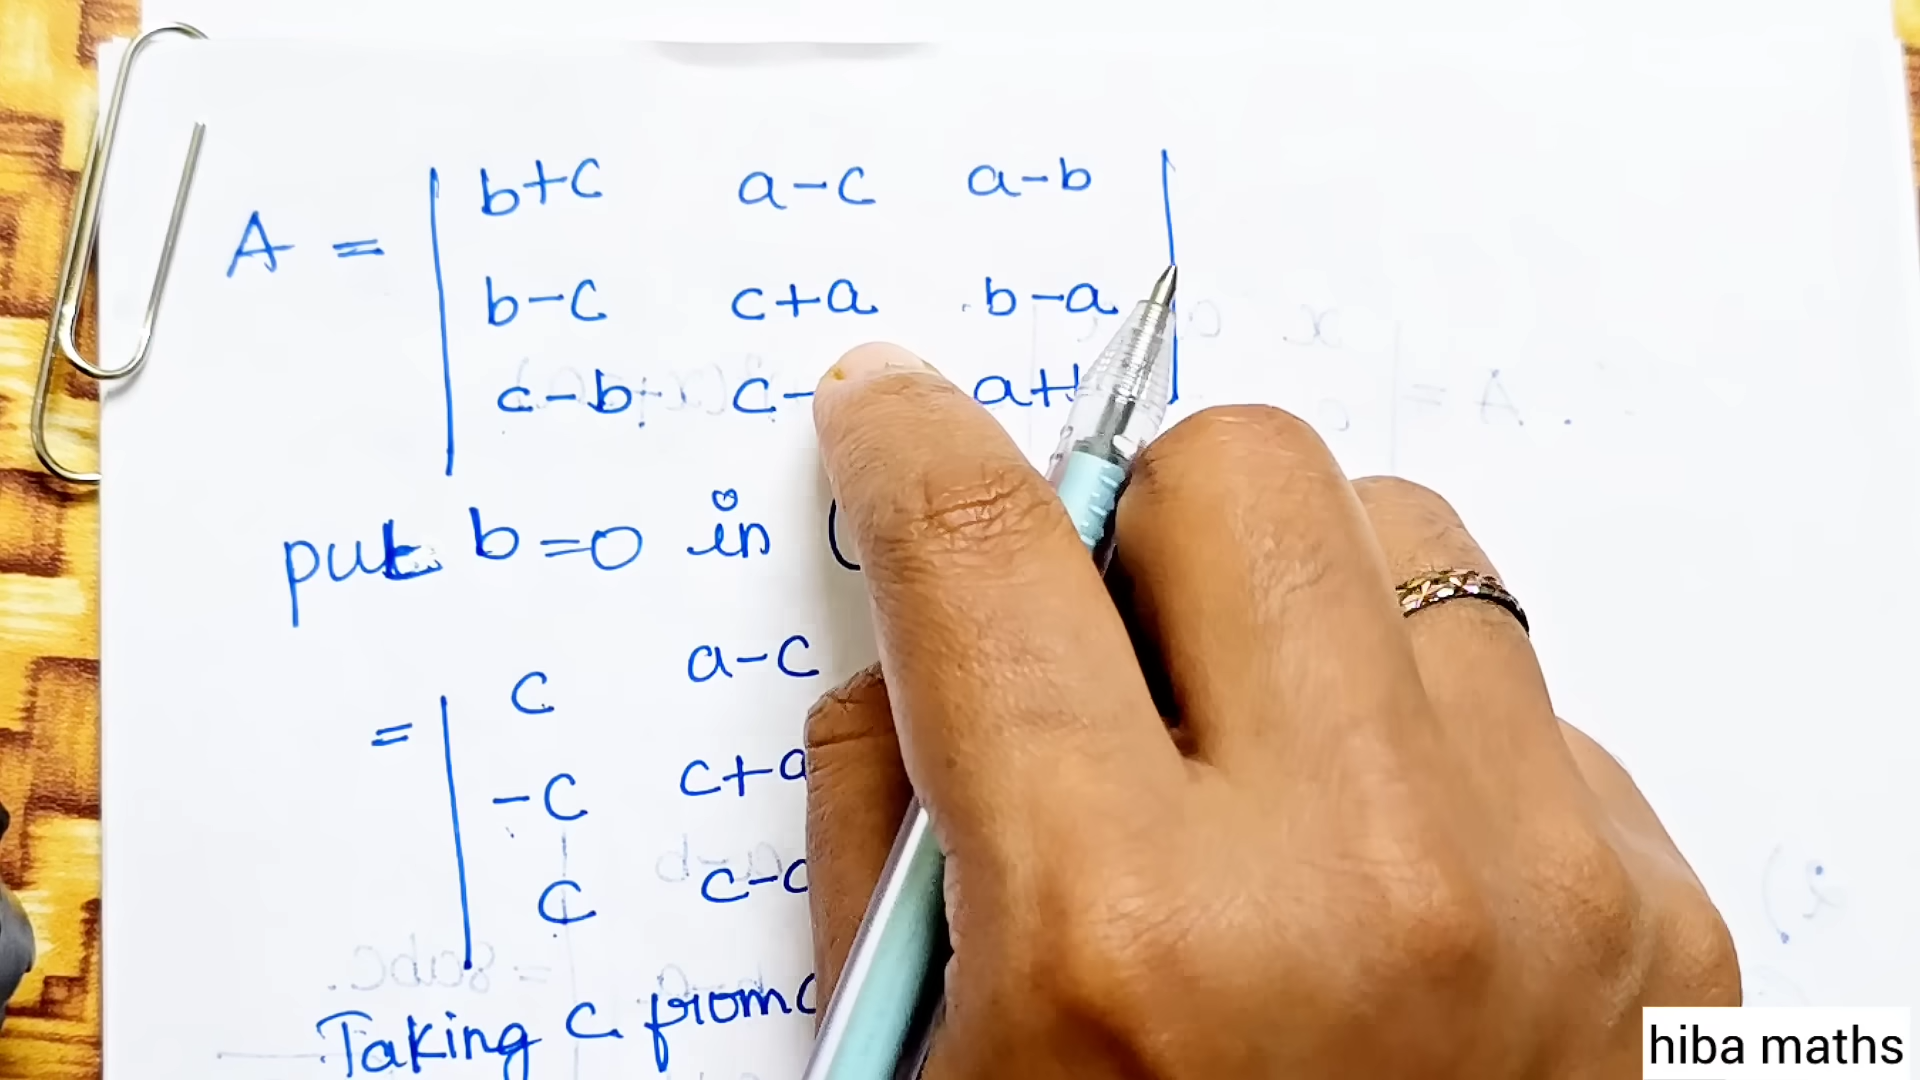 A = | b+c a-c a-b |
b-c c+a b-a
c-b c- a+
put b=0 in (
= | c a-c
-c c+a
c c-
Taking c from
hiba maths